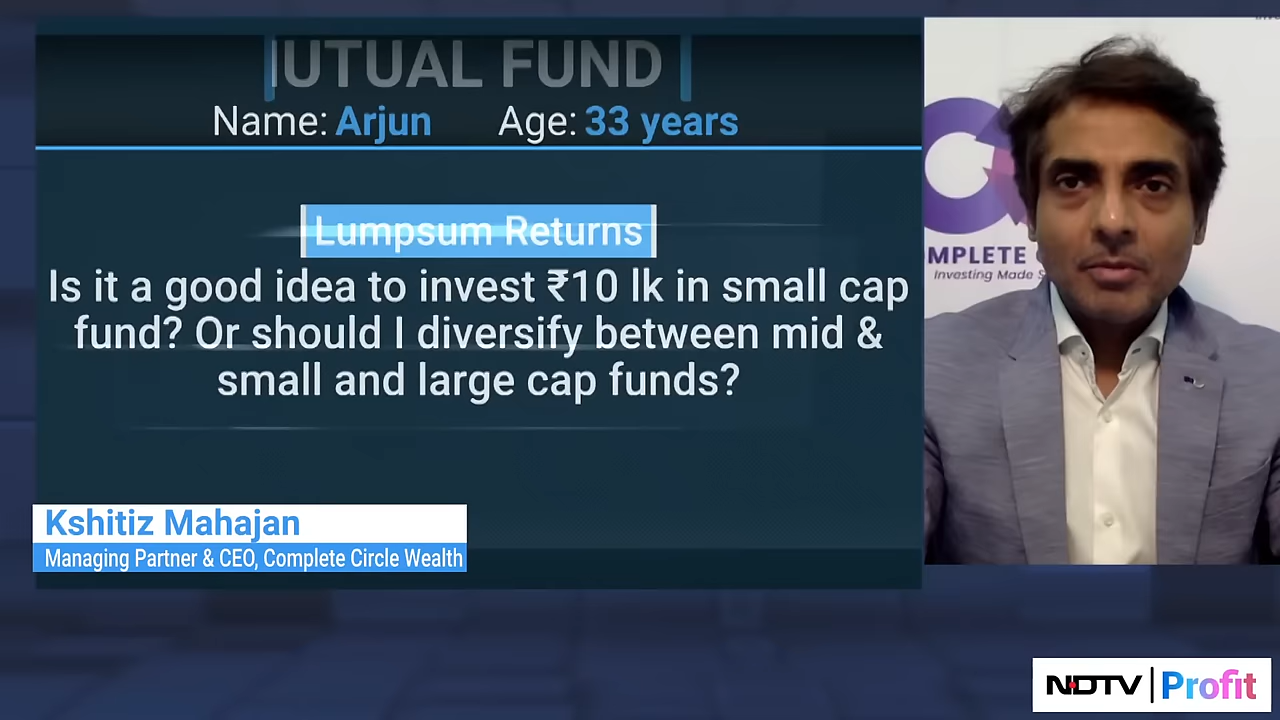 UTUAL FUND
Name: Arjun Age: 33 years
Lumpsum Returns
Is it a good idea to invest ₹10 lk in small cap
fund? Or should I diversify between mid &
small and large cap funds?
Kshitiz Mahajan
Managing Partner & CEO, Complete Circle Wealth
MPLETE
Investing Made S
NDTV | Profit